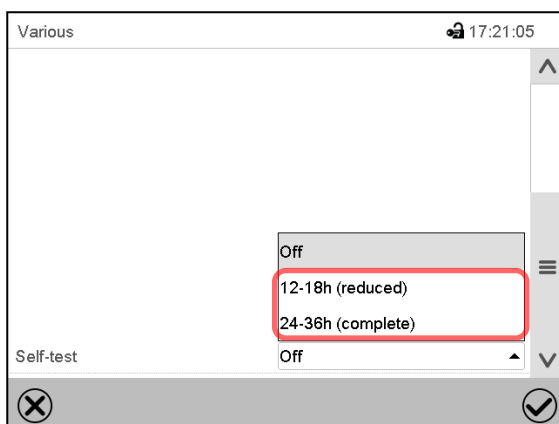 Various 17:21:05
Off
12-18h (reduced)
24-36h (complete)
Self-test Off